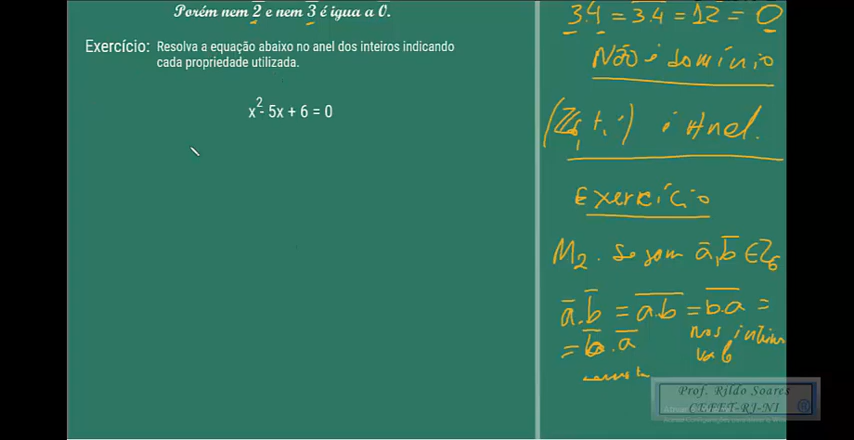 Porém nem 2 e nem 3 é igua a 0.
Exercício: Resolva a equação abaixo no anel dos inteiros indicando
cada propriedade utilizada.
x² - 5x + 6 = 0
3.4 = 3.4 = 12 = 0
Não é domínio
(Z₆, +, ·) é Anel.
Exercício
M₂. Sejam a̅, b̅ ∈ Z₆
a̅.b̅ = a.b = b.a =
= b̅.a̅
nos inteiros
Prof. Rildo Soares
CEFET-RJ-NI